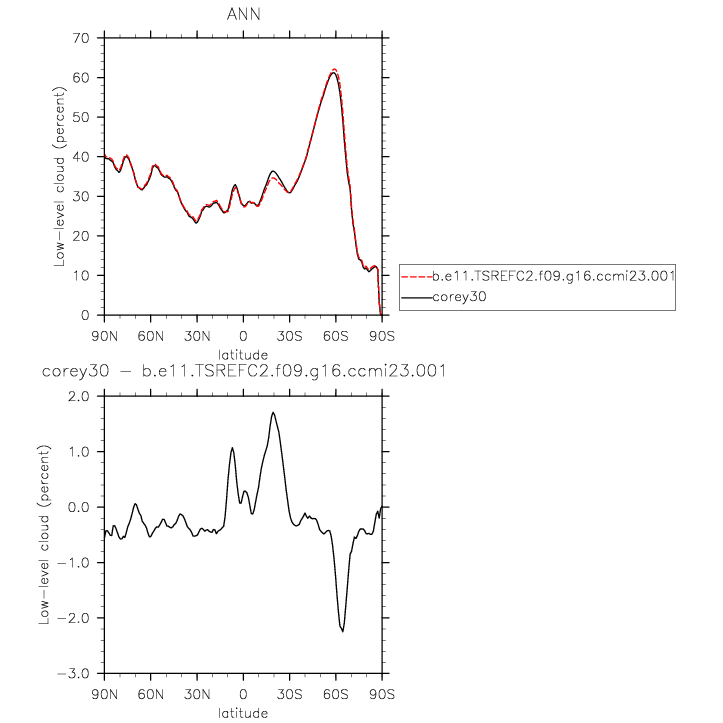 ANN
70
60
50
40
30
20
10
0
Low-level cloud (percent)
90N 60N 30N 0 30S 60S 90S
latitude
b.e11.TSREFC2.f09.g16.ccmi23.001
corey30
corey30 - b.e11.TSREFC2.f09.g16.ccmi23.001
2.0
1.0
0.0
-1.0
-2.0
-3.0
Low-level cloud (percent)
90N 60N 30N 0 30S 60S 90S
latitude